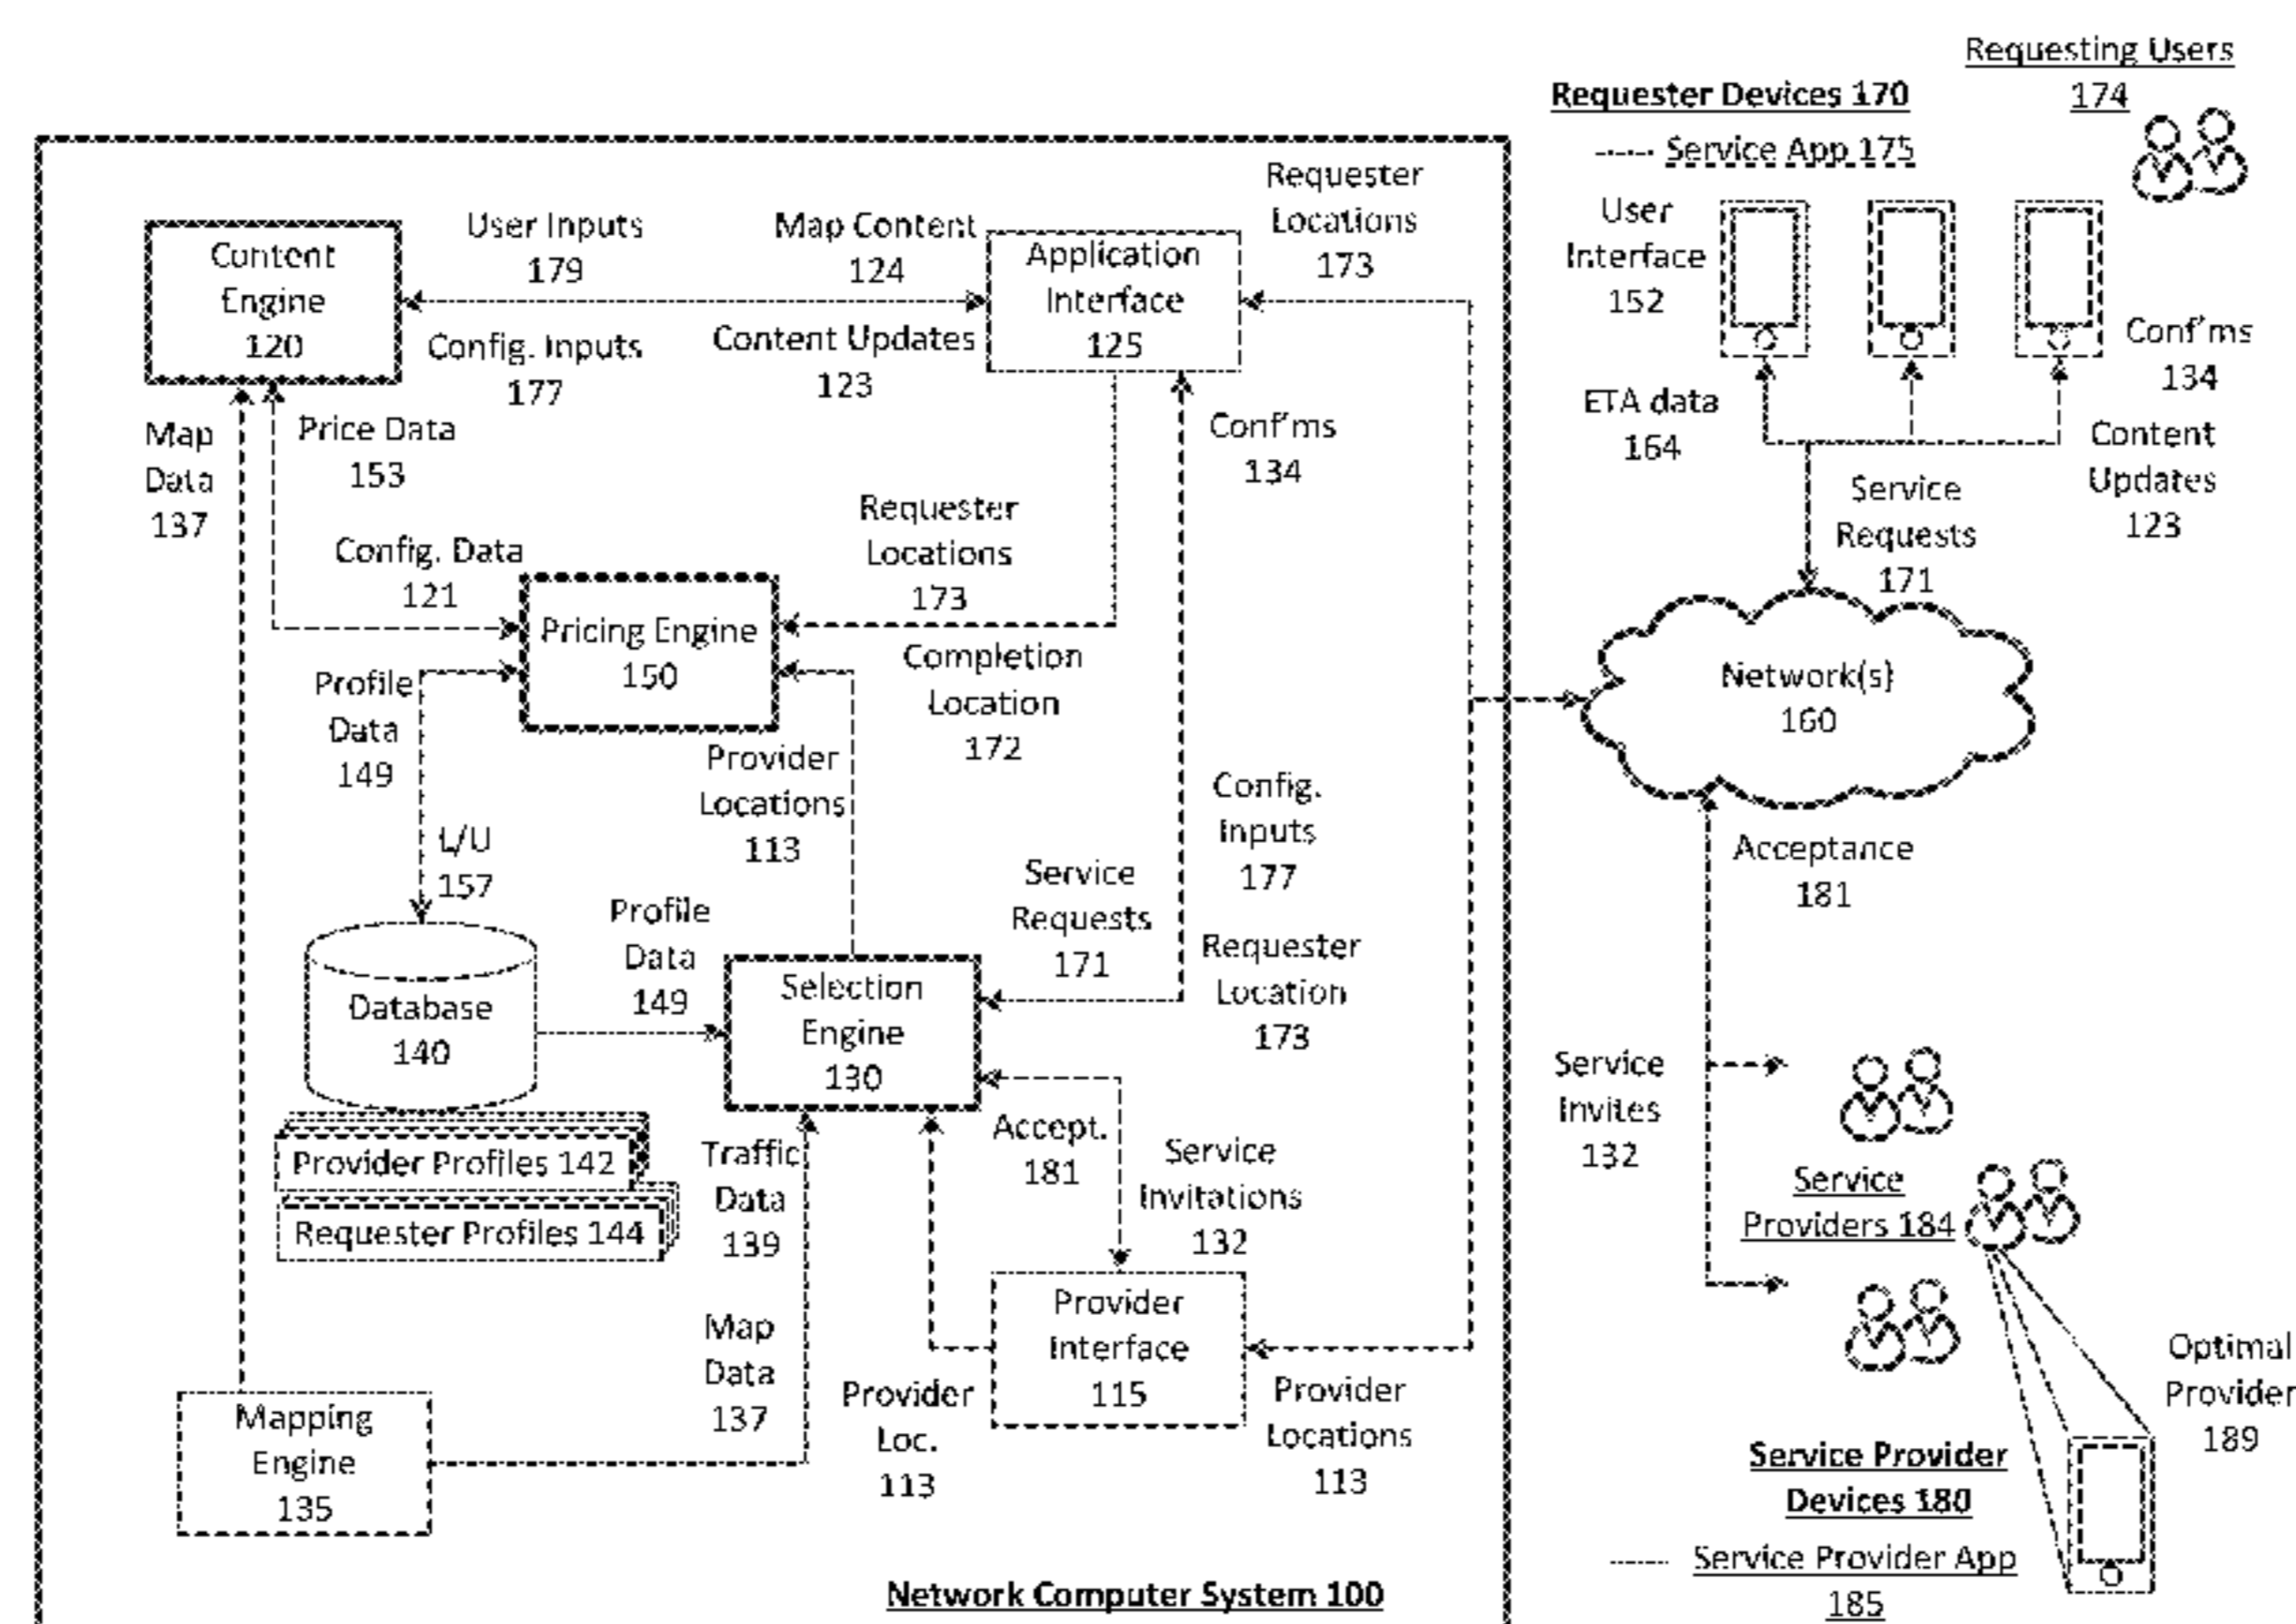 Requesting Users
174
Requester Devices 170
Service App 175
User
Interface
152
Conf'ms
134
ETA data
164
Content
Updates
123
Service
Requests
171
Network(s)
160
Acceptance
181
Service
Invites
132
Service
Providers 184
Optimal
Provider
189
Service Provider
Devices 180
Service Provider App
185
Content
Engine
120
User Inputs
179
Config. Inputs
177
Map Content
124
Content Updates
123
Application
Interface
125
Requester
Locations
173
Map
Data
137
Price Data
153
Config. Data
121
Pricing Engine
150
Requester
Locations
173
Completion
Location
172
Conf'ms
134
Profile
Data
149
L/U
157
Provider
Locations
113
Config.
Inputs
177
Service
Requests
171
Requester
Location
173
Database
140
Profile
Data
149
Selection
Engine
130
Provider Profiles 142
Requester Profiles 144
Traffic
Data
139
Map
Data
137
Accept.
181
Service
Invitations
132
Provider
Interface
115
Provider
Loc.
113
Provider
Locations
113
Mapping
Engine
135
Network Computer System 100